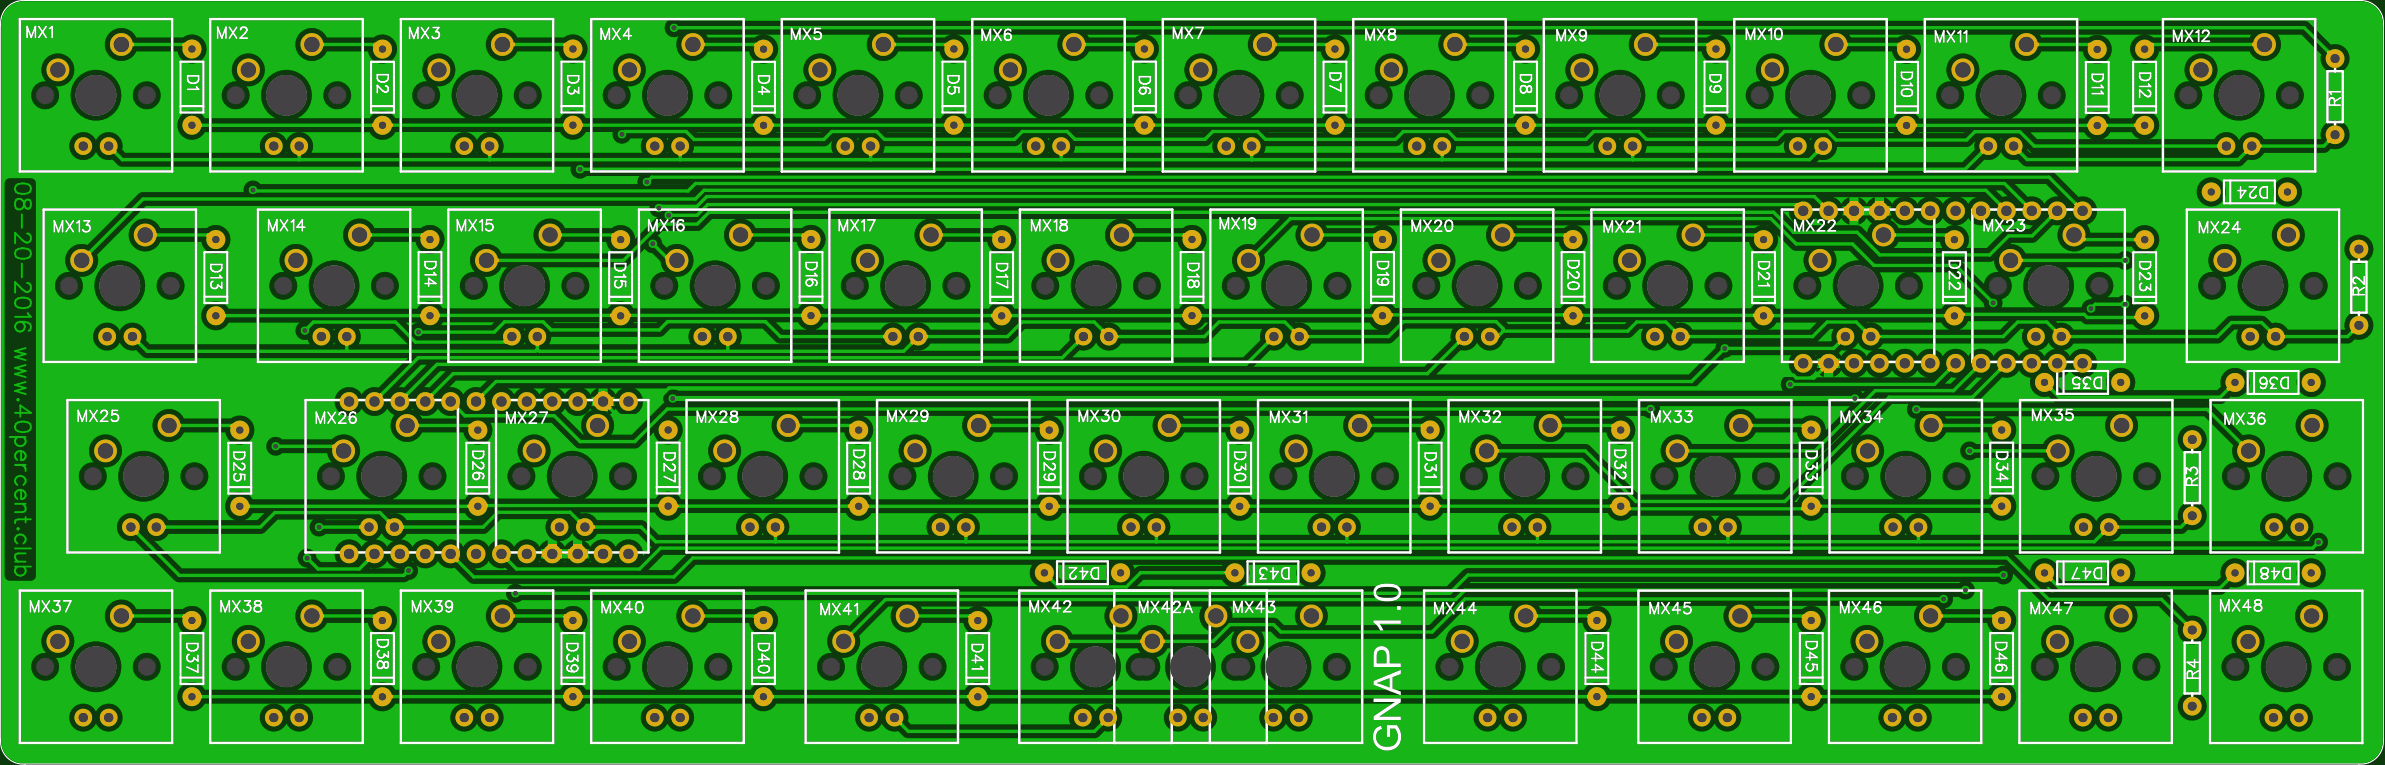 MX1 MX2 MX3 MX4 MX5 MX6 MX7 MX8 MX9 MX10 MX11 MX12
D1 D2 D3 D4 D5 D6 D7 D8 D9 D10 D11 D12 R1
D24
MX13 MX14 MX15 MX16 MX17 MX18 MX19 MX20 MX21 MX22 MX23 MX24
D13 D14 D15 D16 D17 D18 D19 D20 D21 D22 D23 R2
D35 D36
MX25 MX26 MX27 MX28 MX29 MX30 MX31 MX32 MX33 MX34 MX35 MX36
D25 D26 D27 D28 D29 D30 D31 D32 D33 D34 R3
D42 D43 D47 D48
MX37 MX38 MX39 MX40 MX41 MX42 MX42A MX43 MX44 MX45 MX46 MX47 MX48
D37 D38 D39 D40 D41 D44 D45 D46 R4
08-20-2016 www.40percent.club
GNAP 1.0